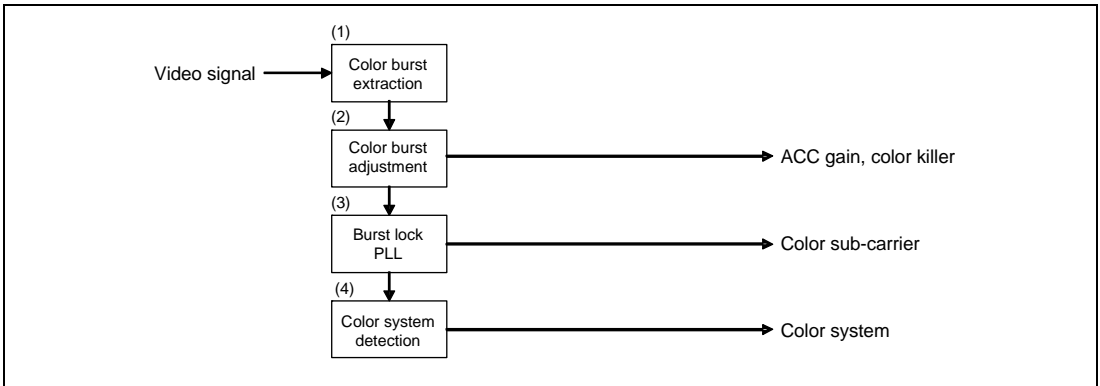 (1)
Video signal
Color burst
extraction
(2)
Color burst
adjustment
ACC gain, color killer
(3)
Burst lock
PLL
Color sub-carrier
(4)
Color system
detection
Color system